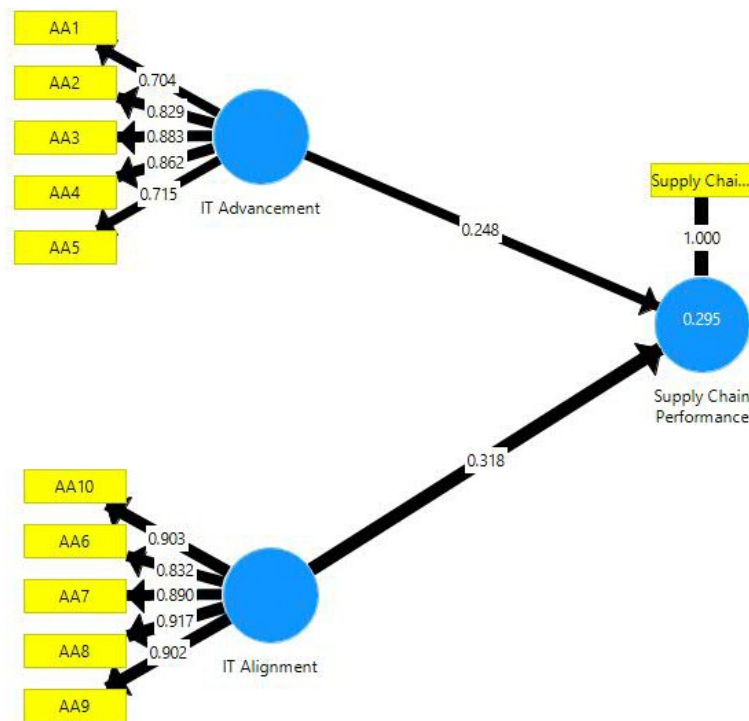 AA1
AA2
AA3
AA4
AA5
0.704
0.829
0.883
0.862
0.715
IT Advancement
0.248
Supply Chai...
1.000
0.295
Supply Chain
Performance
0.318
AA10
AA6
AA7
AA8
AA9
0.903
0.832
0.890
0.917
0.902
IT Alignment